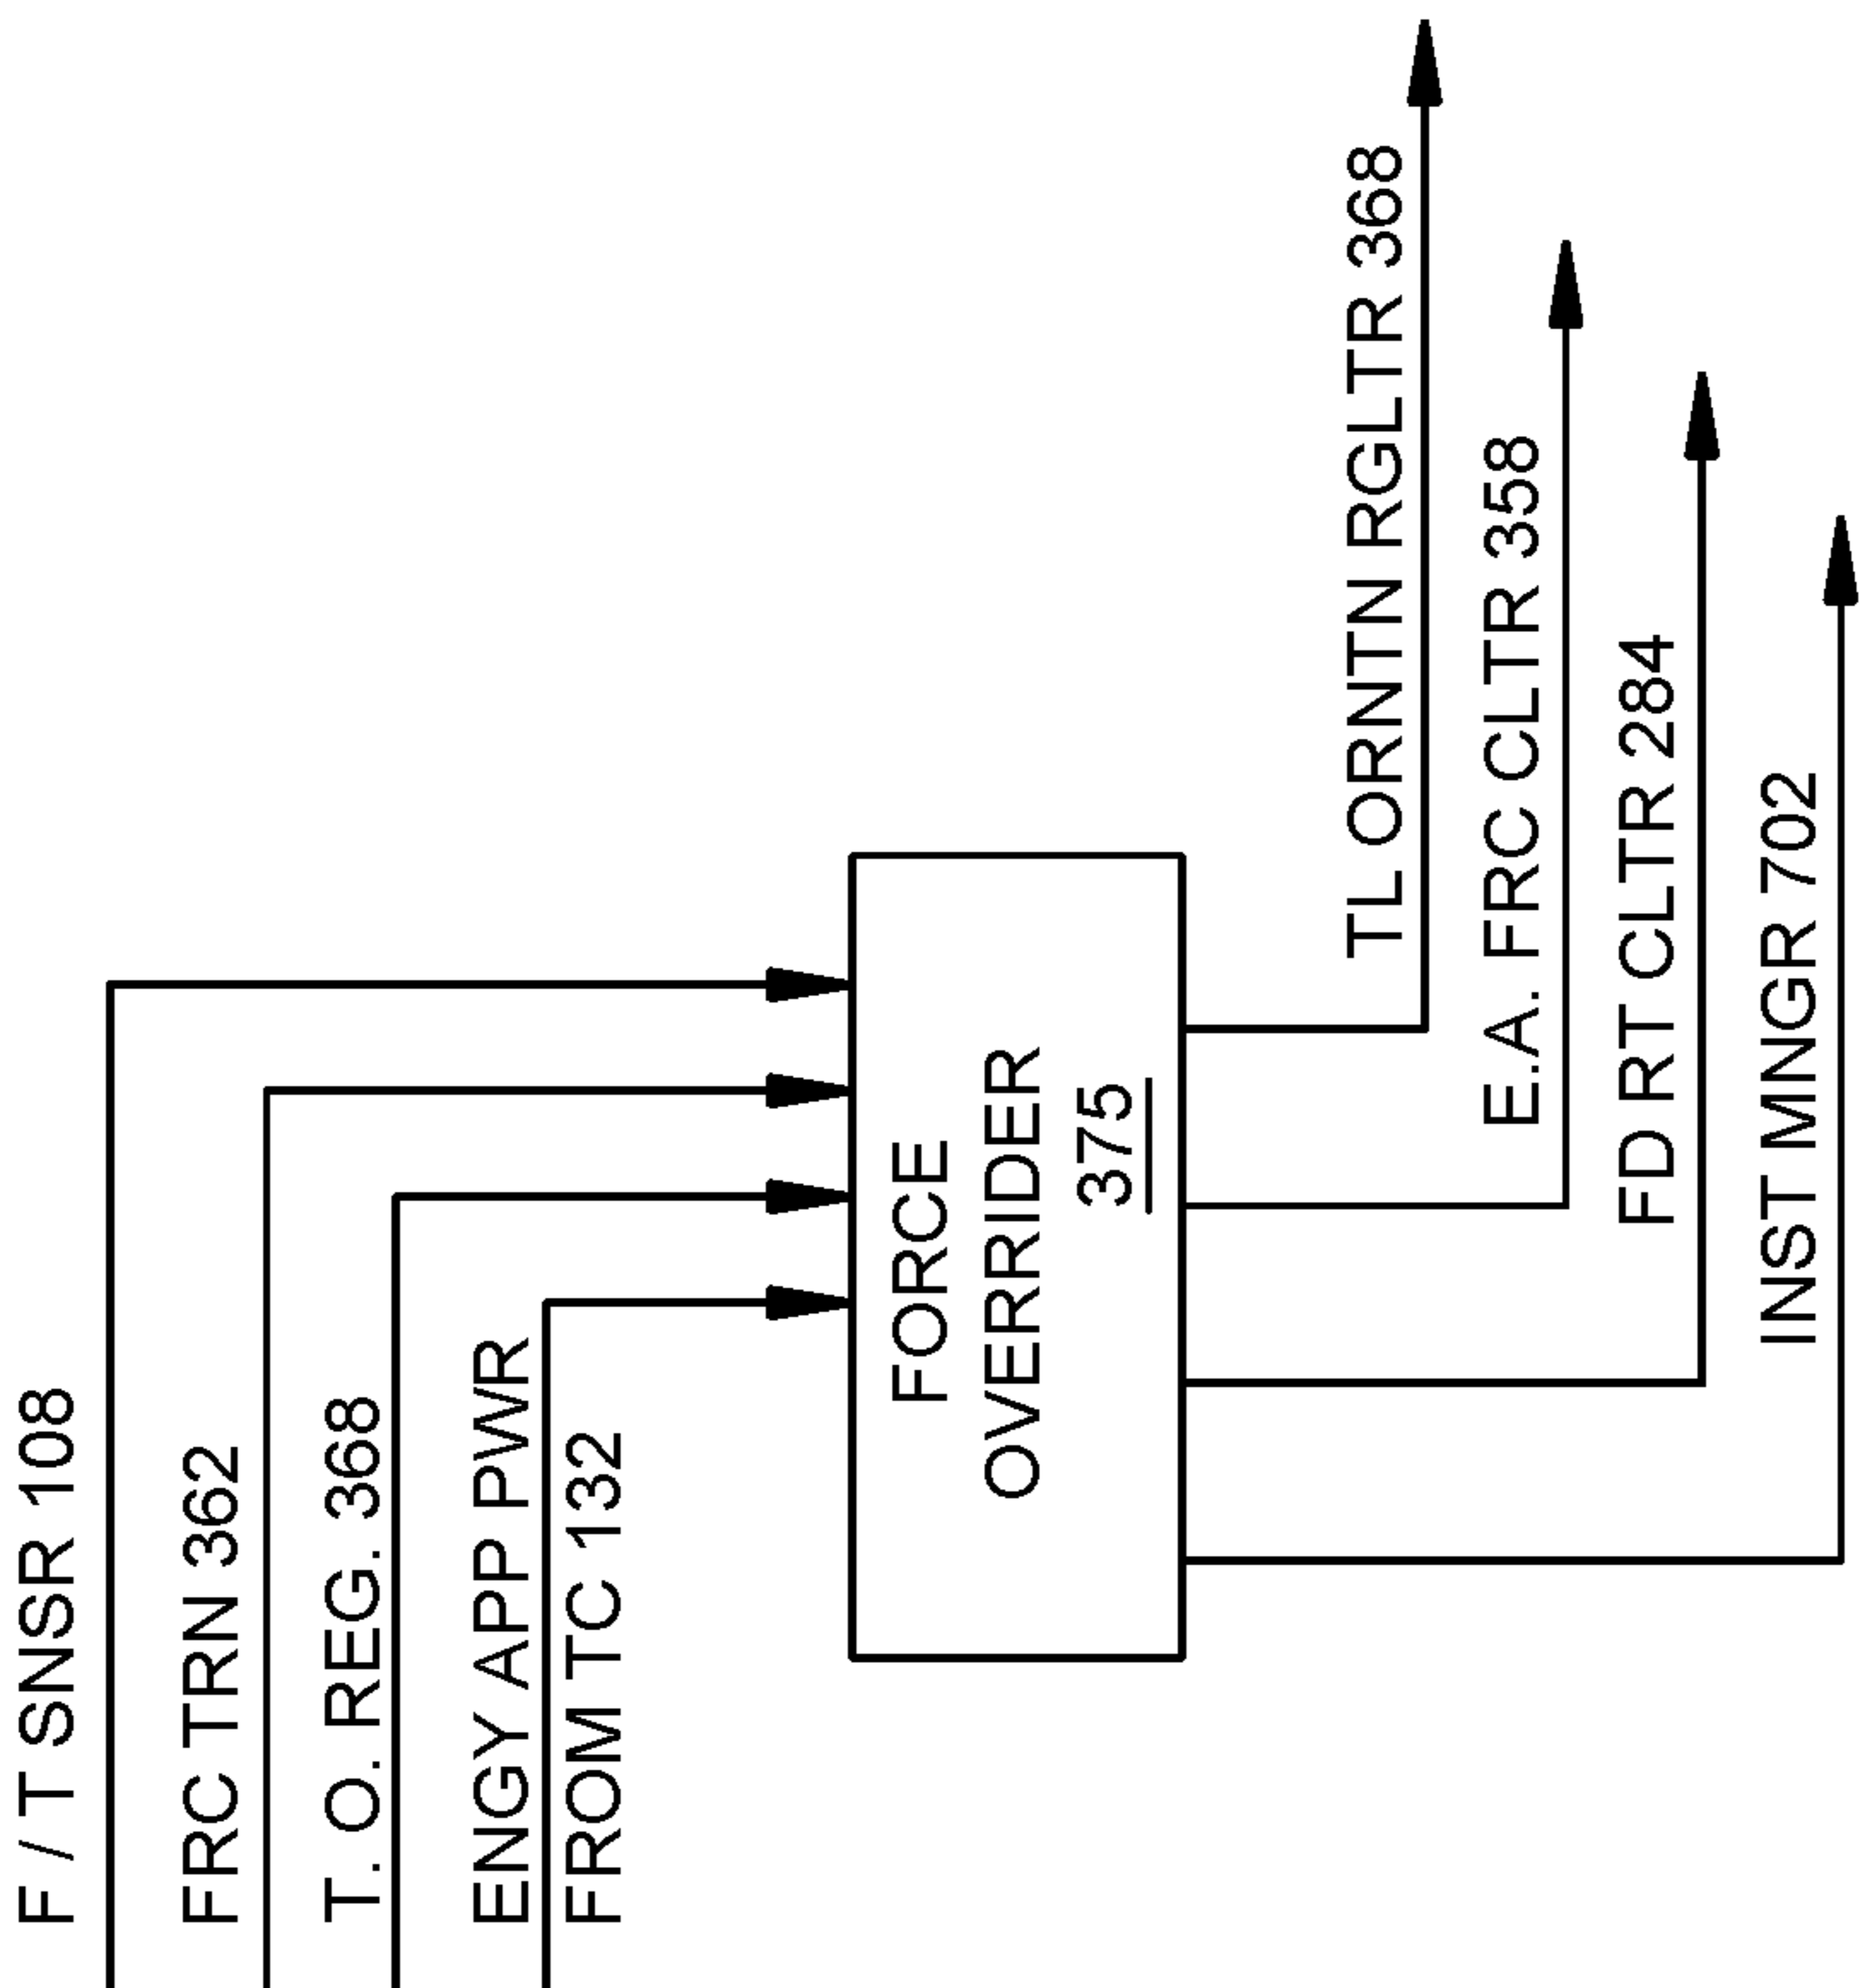 F / T SNSR 108
FRC TRN 362
T. O. REG. 368
ENGY APP PWR
FROM TC 132
FORCE
OVERRIDER
375
TL ORNTN RGLTR 368
E.A. FRC CLTR 358
FD RT CLTR 284
INST MNGR 702